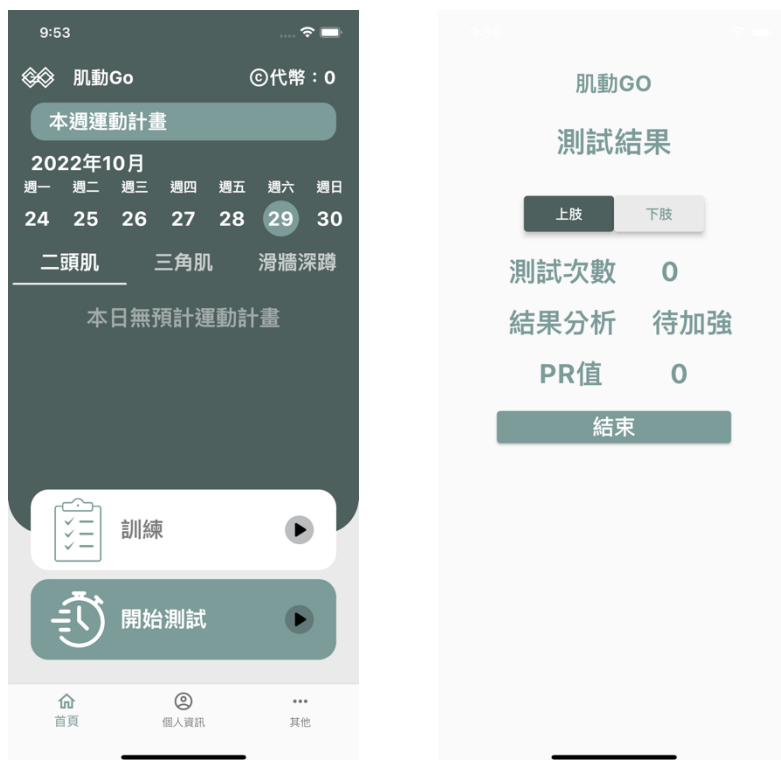 9:53
肌動Go ©代幣：0
本週運動計畫
2022年10月
週一 週二 週三 週四 週五 週六 週日
24 25 26 27 28 29 30
二頭肌 三角肌 滑牆深蹲
本日無預計運動計畫
訓練
開始測試
首頁 個人資訊 其他
肌動GO
測試結果
上肢 下肢
測試次數 0
結果分析 待加強
PR值 0
結束